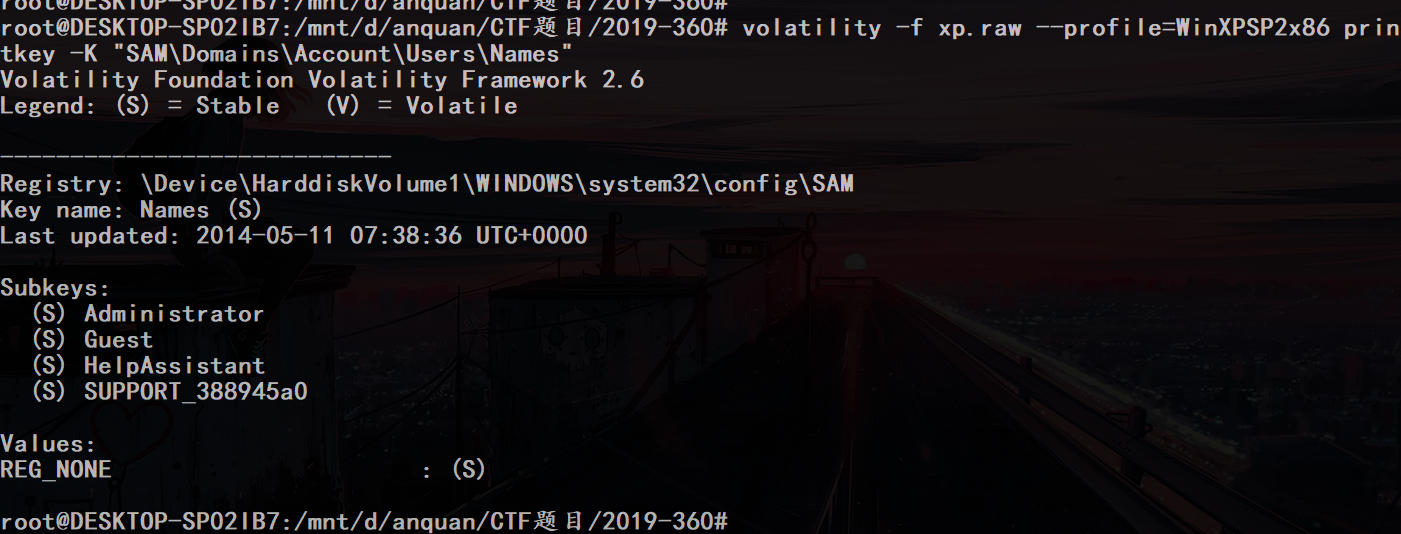 root@DESKTOP-SP02IB7:/mnt/d/anquan/CTF题目/2019-360#
root@DESKTOP-SP02IB7:/mnt/d/anquan/CTF题目/2019-360# volatility -f xp.raw --profile=WinXPSP2x86 prin
tkey -K "SAM\Domains\Account\Users\Names"
Volatility Foundation Volatility Framework 2.6
Legend: (S) = Stable   (V) = Volatile

----------------------------
Registry: \Device\HarddiskVolume1\WINDOWS\system32\config\SAM
Key name: Names (S)
Last updated: 2014-05-11 07:38:36 UTC+0000

Subkeys:
  (S) Administrator
  (S) Guest
  (S) HelpAssistant
  (S) SUPPORT_388945a0

Values:
REG_NONE                      : (S)

root@DESKTOP-SP02IB7:/mnt/d/anquan/CTF题目/2019-360#